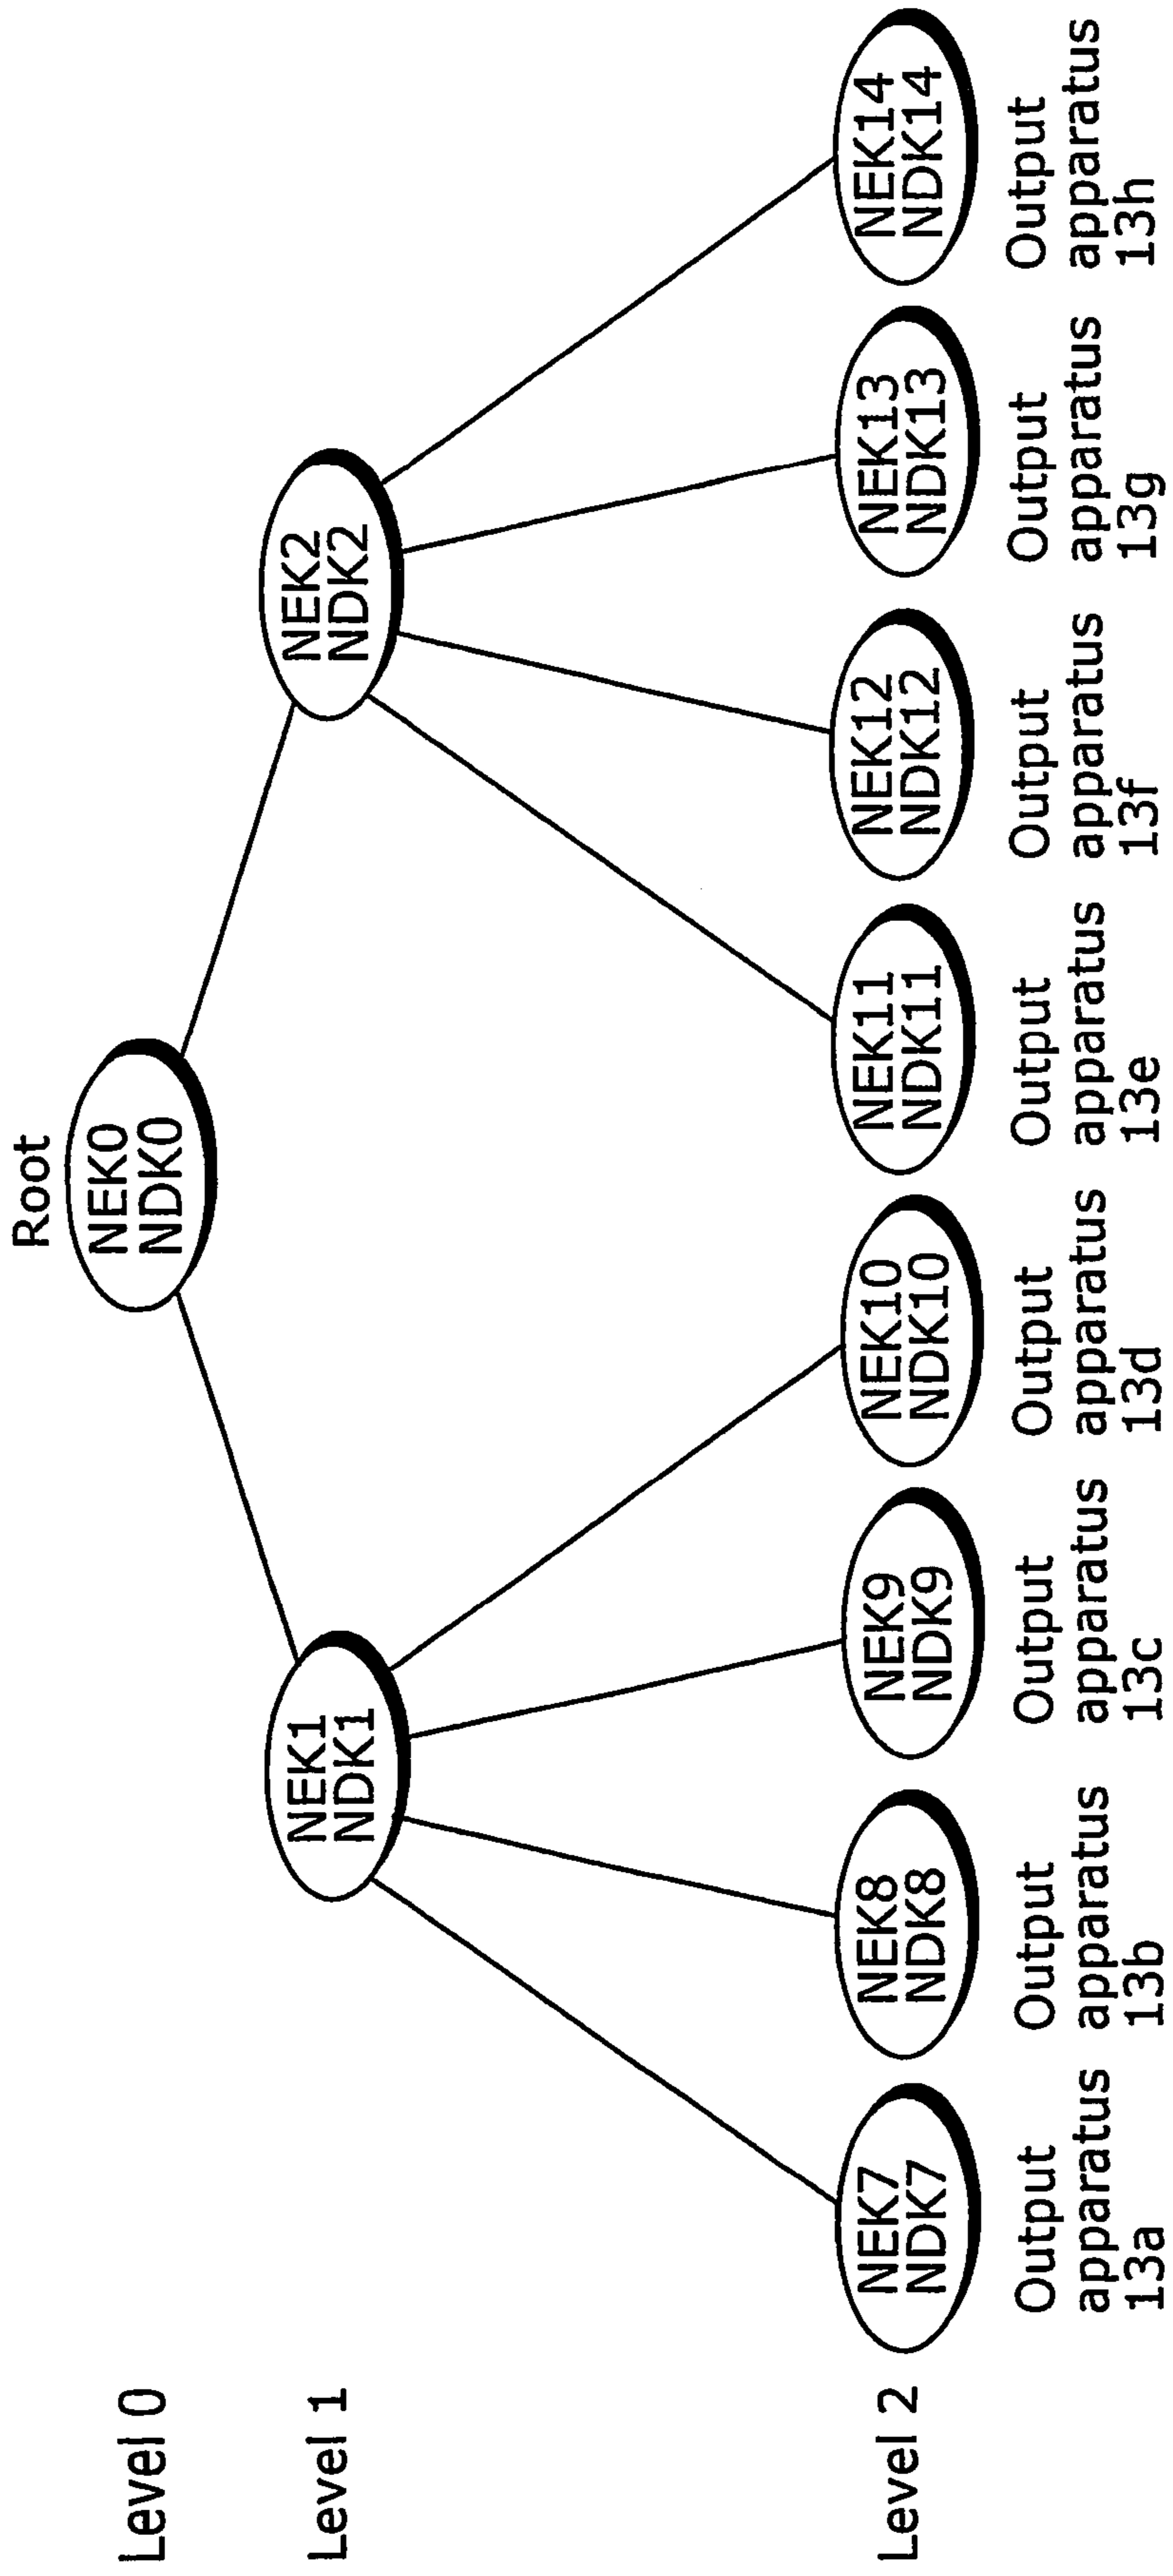 Root
Level 0
NEK0
NDK0
Level 1
NEK1
NDK1
NEK2
NDK2
Level 2
NEK7
NDK7
NEK8
NDK8
NEK9
NDK9
NEK10
NDK10
NEK11
NDK11
NEK12
NDK12
NEK13
NDK13
NEK14
NDK14
Output
apparatus
13a
Output
apparatus
13b
Output
apparatus
13c
Output
apparatus
13d
Output
apparatus
13e
Output
apparatus
13f
Output
apparatus
13g
Output
apparatus
13h